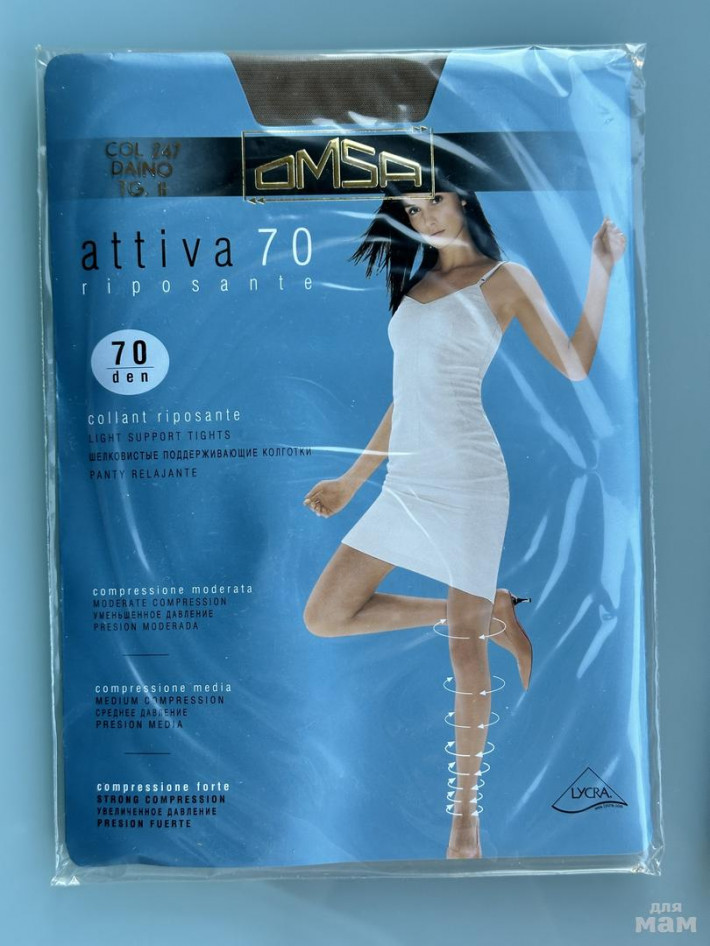 COL 247
DAINO
OMSA
attiva 70
riposante
70
den
collant riposante
LIGHT SUPPORT TIGHTS
ШЕЛКОВИСТЫЕ ПОДДЕРЖИВАЮЩИЕ КОЛГОТКИ
PANTY RELAJANTE
compressione moderata
MODERATE COMPRESSION
УМЕНЬШЕННОЕ ДАВЛЕНИЕ
PRESION MODERADA
compressione media
MEDIUM COMPRESSION
СРЕДНЕЕ ДАВЛЕНИЕ
PRESION MEDIA
compressione forte
STRONG COMPRESSION
УВЕЛИЧЕННОЕ ДАВЛЕНИЕ
PRESION FUERTE
LYCRA.
для
мам